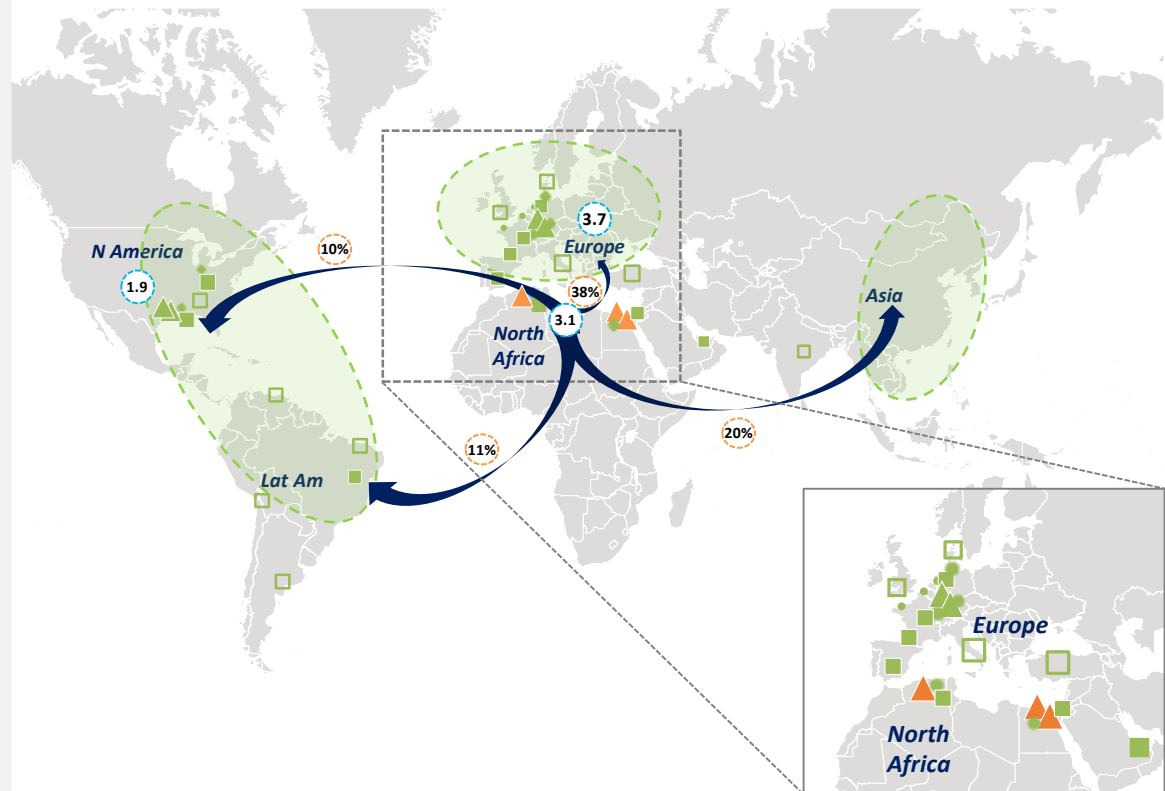 N America
1.9
10%
3.7
Europe
38%
3.1
North
Africa
Asia
11%
20%
Lat Am
Europe
North
Africa